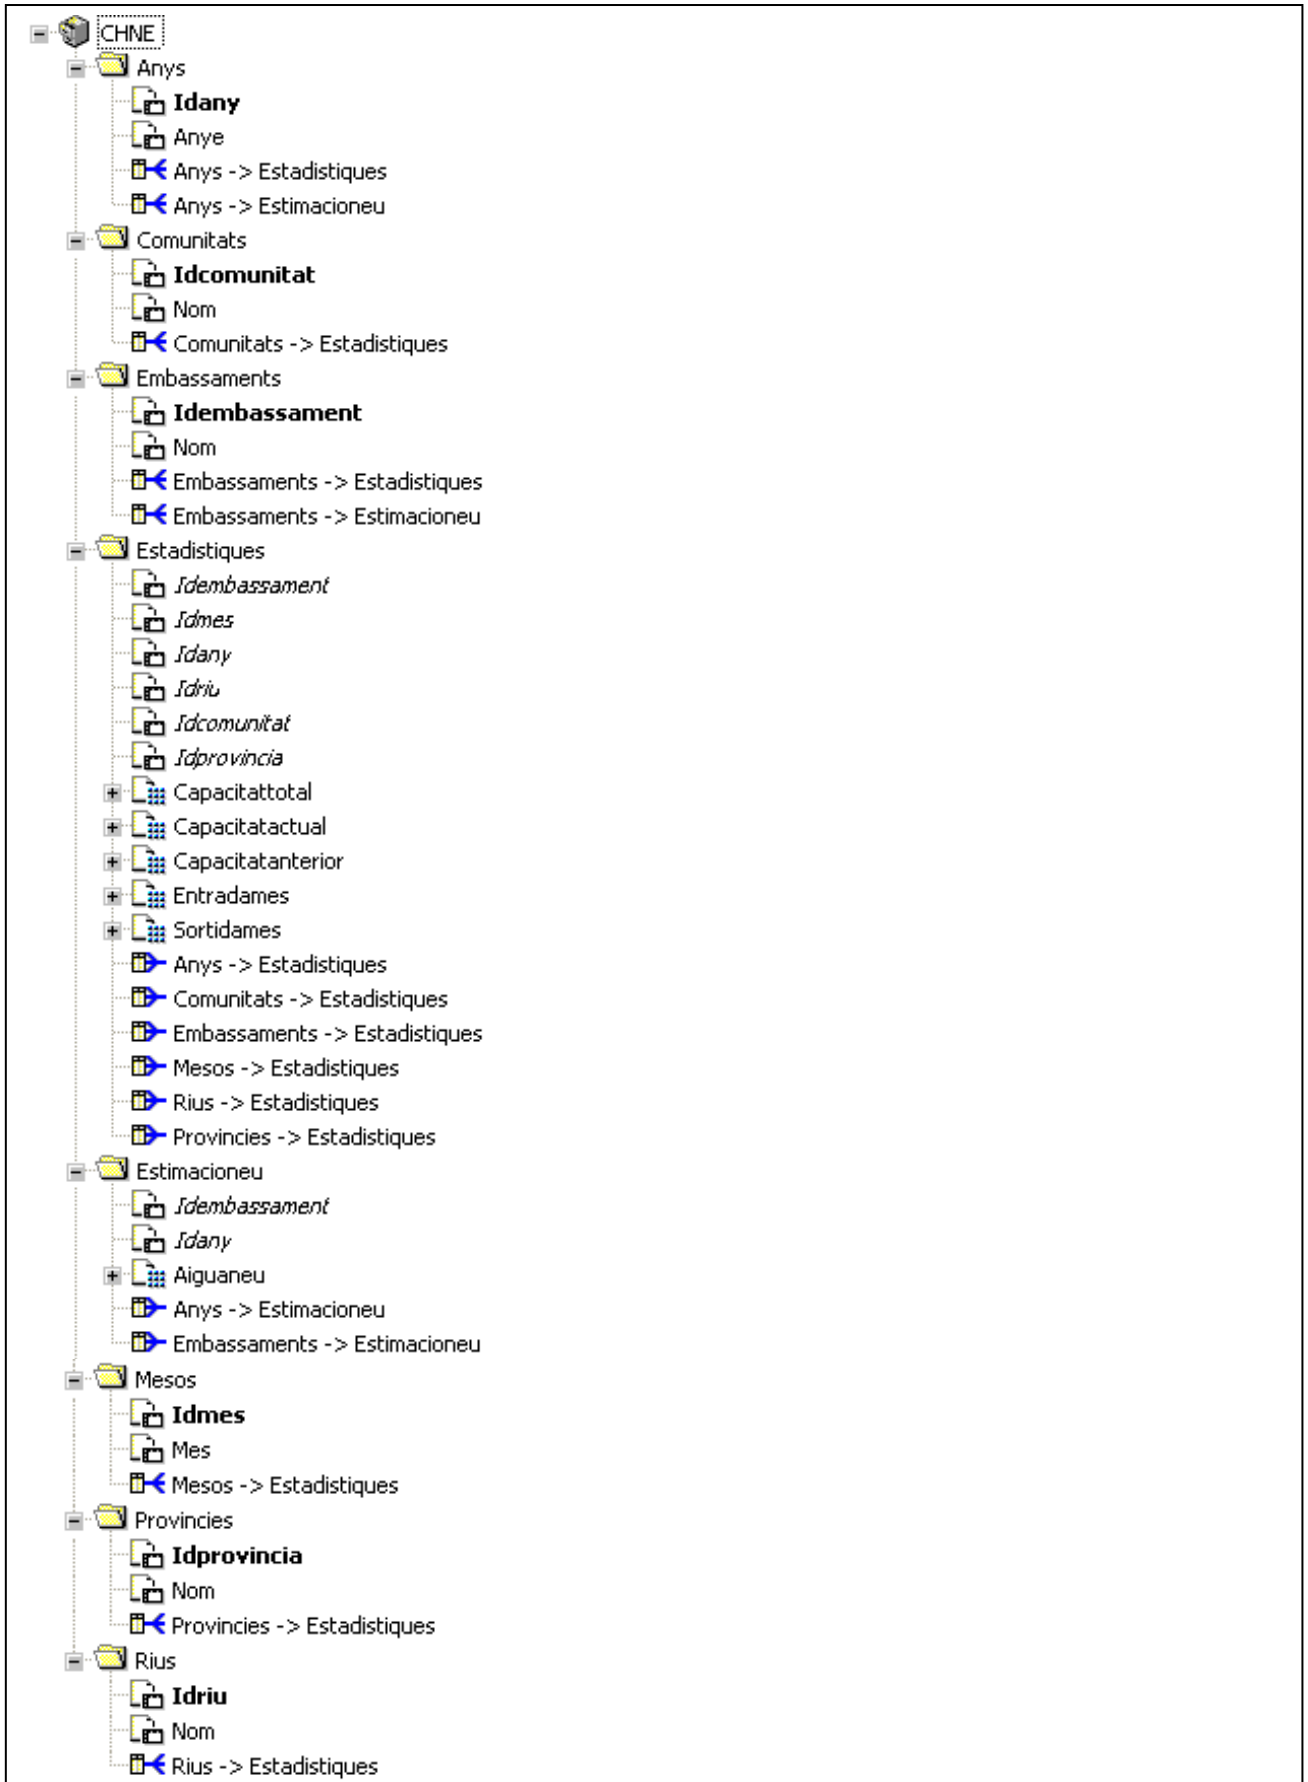 CHNE
Anys
Idany
Anye
Anys -> Estadistiques
Anys -> Estimacioneu
Comunitats
Idcomunitat
Nom
Comunitats -> Estadistiques
Embassaments
Idembassament
Nom
Embassaments -> Estadistiques
Embassaments -> Estimacioneu
Estadistiques
Idembassament
Idmes
Idany
Idriu
Idcomunitat
Idprovincia
Capacitattotal
Capacitatactual
Capacitatanterior
Entradames
Sortidames
Anys -> Estadistiques
Comunitats -> Estadistiques
Embassaments -> Estadistiques
Mesos -> Estadistiques
Rius -> Estadistiques
Provincies -> Estadistiques
Estimacioneu
Idembassament
Idany
Aiguaneu
Anys -> Estimacioneu
Embassaments -> Estimacioneu
Mesos
Idmes
Mes
Mesos -> Estadistiques
Provincies
Idprovincia
Nom
Provincies -> Estadistiques
Rius
Idriu
Nom
Rius -> Estadistiques